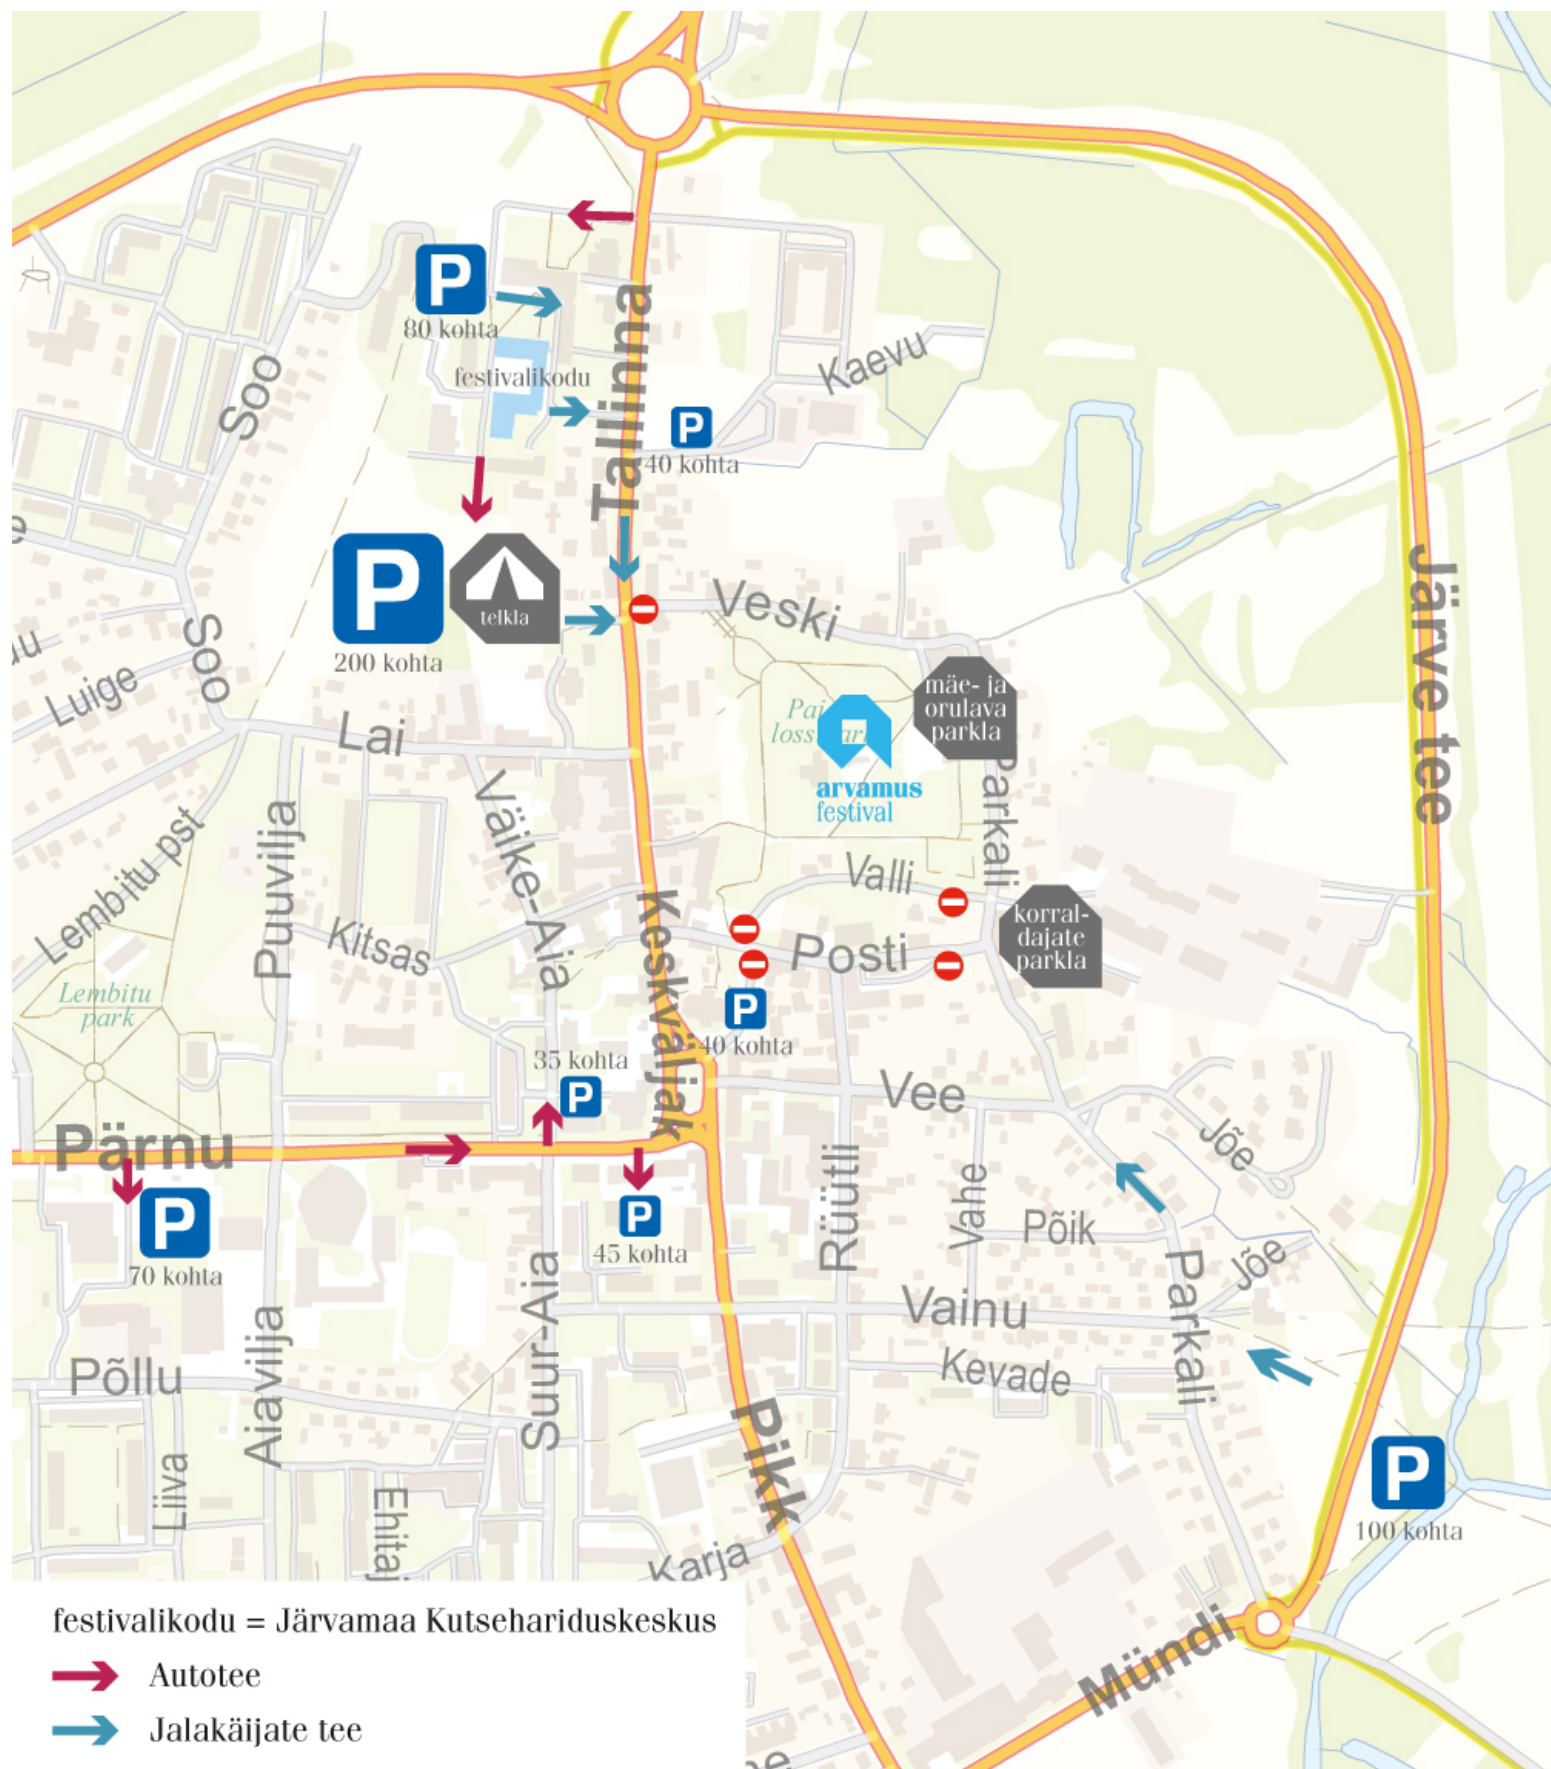 80 kohta
festivalikodu
Tallinna
Kaevu
40 kohta
Soo
telkla
200 kohta
Veski
Soo
Luige
Lai
mäe- ja
orulava
parkla
arvamus
festival
Järve tee
Parkali
Väike-Aia
Puuvilja
Lembitu pst
Valli
Keskväljak
Kitsas
Posti
korral-
dajate
parkla
Lembitu
park
40 kohta
35 kohta
Vee
Jõe
Pärnu
Rüütli
Vahe
Põik
70 kohta
45 kohta
Jõe
Suur-Aia
Vainu
Parkali
Aiavilja
Põllu
Kevade
Pikk
Liiva
100 kohta
Karja
Mündi
festivalikodu = Järvamaa Kutsehariduskeskus
Autotee
Jalakäijate tee